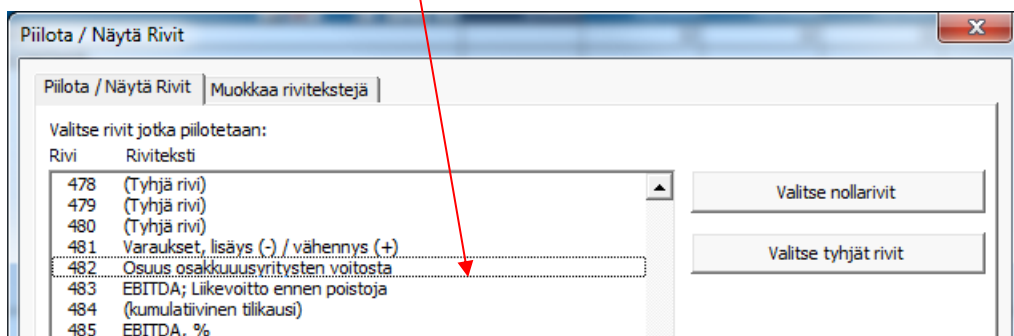 Piilota / Näytä Rivit
X
Piilota / Näytä Rivit Muokkaa rivitekstejä
Valitse rivit jotka piilotetaan:
Rivi Riviteksti
478 (Tyhjä rivi)
479 (Tyhjä rivi)
480 (Tyhjä rivi)
481 Varaukset, lisäys (-) / vähennys (+)
482 Osuus osakkuuusyritysten voitosta
483 EBITDA; Liikevoitto ennen poistoja
484 (kumulatiivinen tilikausi)
485 EBITDA, %
Valitse nollarivit
Valitse tyhjät rivit